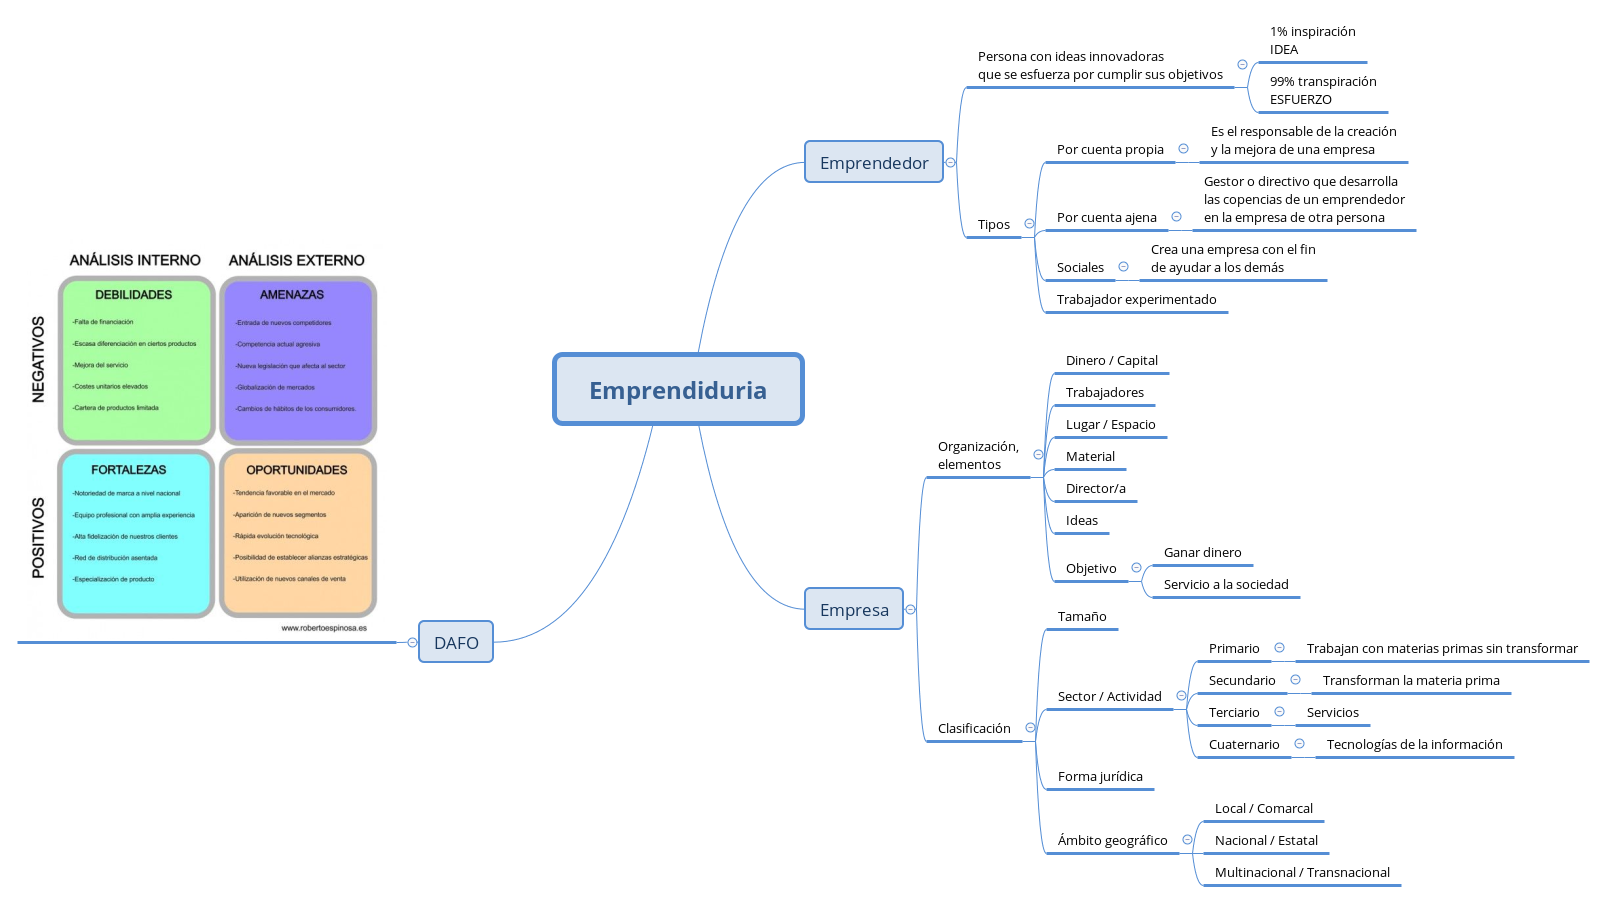 Emprendiduria
Emprendedor
Persona con ideas innovadoras
que se esfuerza por cumplir sus objetivos
1% inspiración
IDEA
99% transpiración
ESFUERZO
Tipos
Por cuenta propia
Es el responsable de la creación
y la mejora de una empresa
Por cuenta ajena
Gestor o directivo que desarrolla
las copencias de un emprendedor
en la empresa de otra persona
Sociales
Crea una empresa con el fin
de ayudar a los demás
Trabajador experimentado
Empresa
Organización,
elementos
Dinero / Capital
Trabajadores
Lugar / Espacio
Material
Director/a
Ideas
Objetivo
Ganar dinero
Servicio a la sociedad
Clasificación
Tamaño
Sector / Actividad
Primario
Trabajan con materias primas sin transformar
Secundario
Transforman la materia prima
Terciario
Servicios
Cuaternario
Tecnologías de la información
Forma jurídica
Ámbito geográfico
Local / Comarcal
Nacional / Estatal
Multinacional / Transnacional
DAFO
ANÁLISIS INTERNO
ANÁLISIS EXTERNO
NEGATIVOS
DEBILIDADES
-Falta de financiación
-Escasa diferenciación en ciertos productos
-Mejora del servicio
-Costes unitarios elevados
-Cartera de productos limitada
AMENAZAS
-Entrada de nuevos competidores
-Competencia actual agresiva
-Nueva legislación que afecta al sector
-Globalización de mercados
-Cambios de hábitos de los consumidores.
POSITIVOS
FORTALEZAS
-Notoriedad de marca a nivel nacional
-Equipo profesional con amplia experiencia
-Alta fidelización de nuestros clientes
-Red de distribución asentada
-Especialización de producto
OPORTUNIDADES
-Tendencia favorable en el mercado
-Aparición de nuevos segmentos
-Rápida evolución tecnológica
-Posibilidad de establecer alianzas estratégicas
-Utilización de nuevos canales de venta
www.robertoespinosa.es